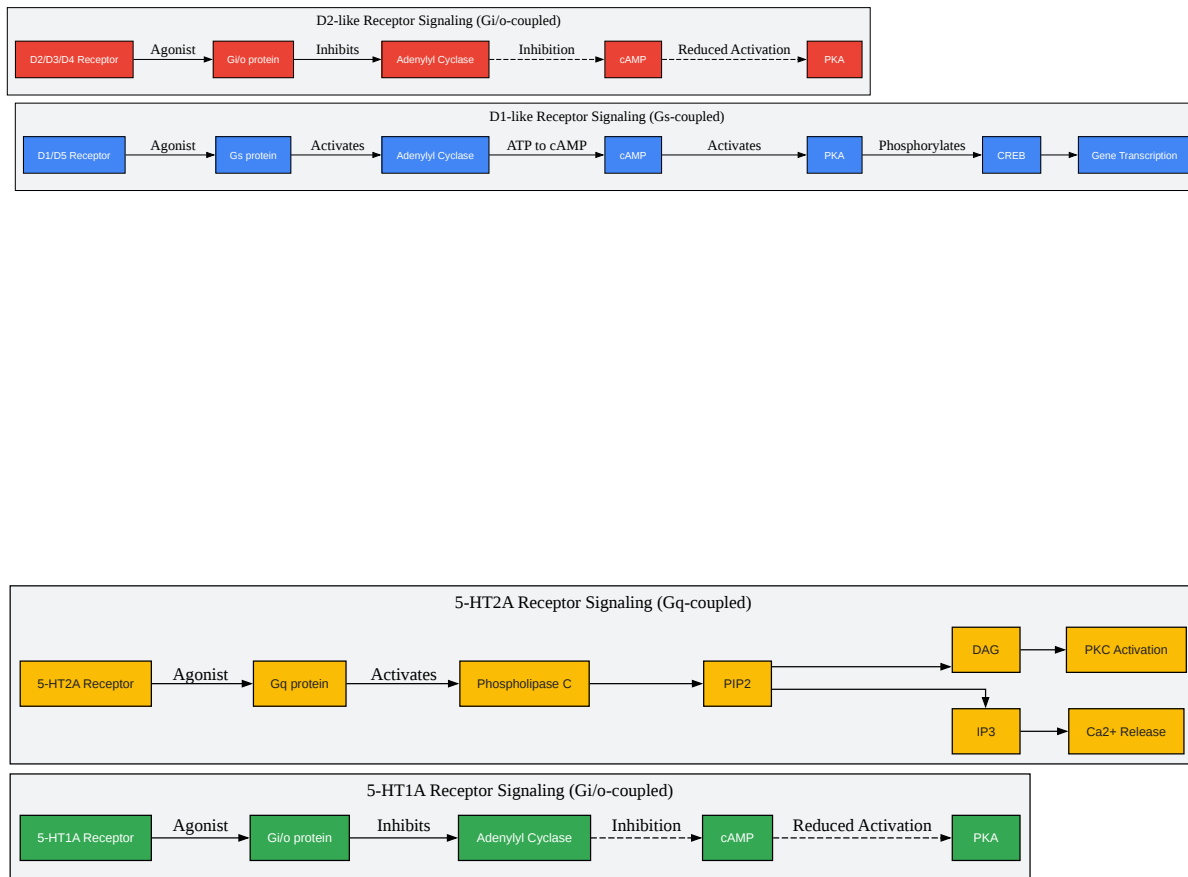 D2-like Receptor Signaling (Gi/o-coupled)
D2/D3/D4 Receptor Agonist Gi/o protein Inhibits Adenylyl Cyclase Inhibition cAMP Reduced Activation PKA
D1-like Receptor Signaling (Gs-coupled)
D1/D5 Receptor Agonist Gs protein Activates Adenylyl Cyclase ATP to cAMP cAMP Activates PKA Phosphorylates CREB Gene Transcription
5-HT2A Receptor Signaling (Gq-coupled)
DAG PKC Activation
5-HT2A Receptor Agonist Gq protein Activates Phospholipase C PIP2
IP3 Ca2+ Release
5-HT1A Receptor Signaling (Gi/o-coupled)
5-HT1A Receptor Agonist Gi/o protein Inhibits Adenylyl Cyclase Inhibition cAMP Reduced Activation PKA